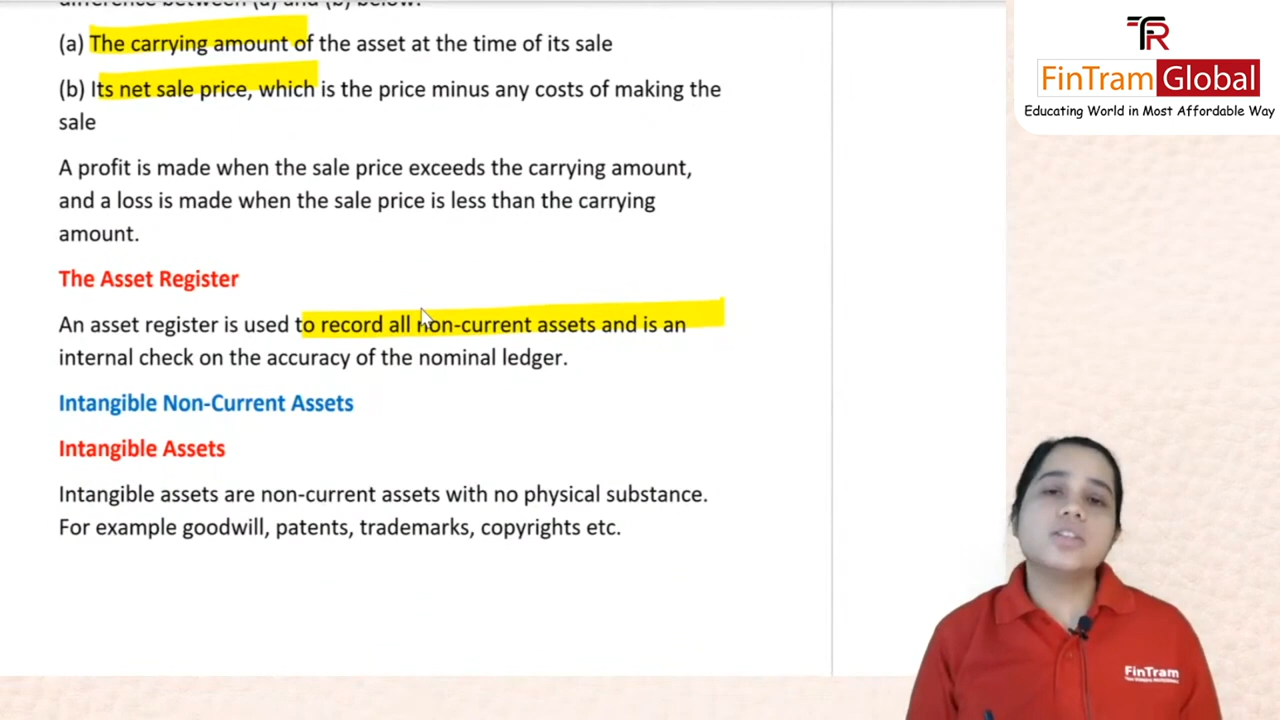 difference between (a) and (b) below:
(a) The carrying amount of the asset at the time of its sale
(b) Its net sale price, which is the price minus any costs of making the
sale
A profit is made when the sale price exceeds the carrying amount,
and a loss is made when the sale price is less than the carrying
amount.
The Asset Register
An asset register is used to record all non-current assets and is an
internal check on the accuracy of the nominal ledger.
Intangible Non-Current Assets
Intangible Assets
Intangible assets are non-current assets with no physical substance.
For example goodwill, patents, trademarks, copyrights etc.
TR
FinTram Global
Educating World in Most Affordable Way
FinTram